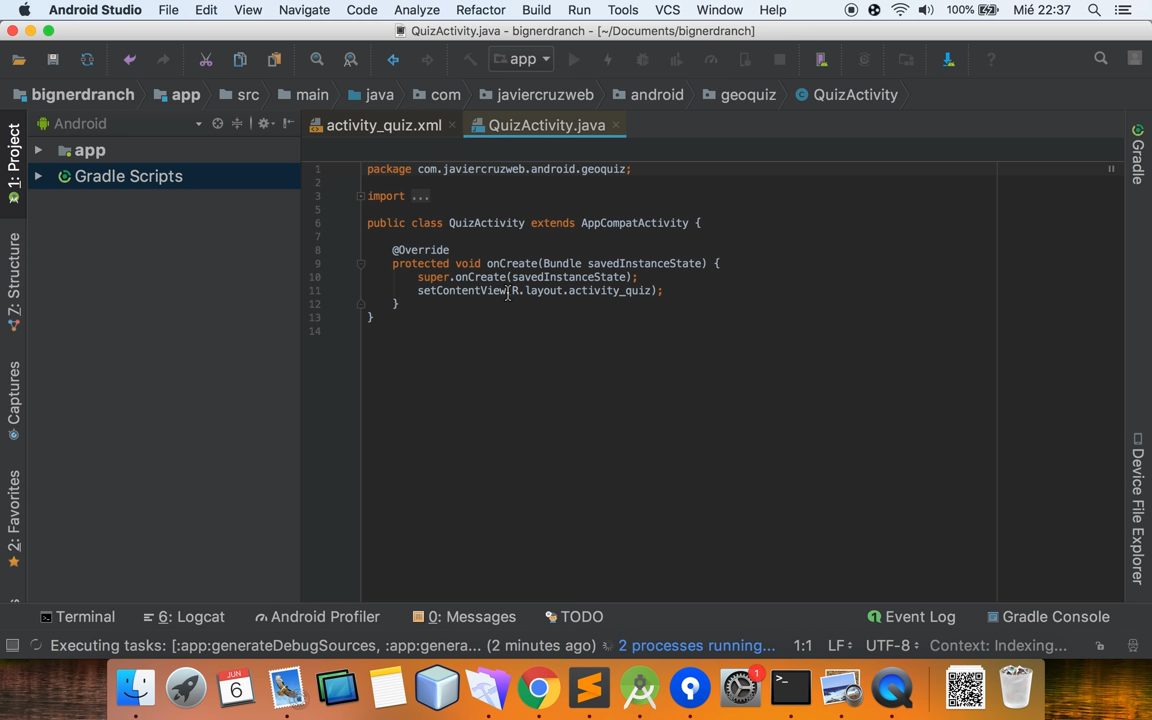 Android Studio File Edit View Navigate Code Analyze Refactor Build Run Tools VCS Window Help 100% Mié 22:37
QuizActivity.java - bignerdranch - [~/Documents/bignerdranch]
app
bignerdranch app src main java com javiercruzweb android geoquiz QuizActivity
Android
activity_quiz.xml QuizActivity.java
app
Gradle Scripts
1: Project
Z: Structure
Captures
2: Favorites
1 package com.javiercruzweb.android.geoquiz;
2
3 import ...
5
6 public class QuizActivity extends AppCompatActivity {
7
8 @Override
9 protected void onCreate(Bundle savedInstanceState) {
10 super.onCreate(savedInstanceState);
11 setContentView(R.layout.activity_quiz);
12 }
13 }
14
Gradle
Device File Explorer
Terminal 6: Logcat Android Profiler 0: Messages TODO Event Log Gradle Console
Executing tasks: [:app:generateDebugSources, :app:genera... (2 minutes ago) 2 processes running... 1:1 LF UTF-8 Context: Indexing...
JUN
6
1